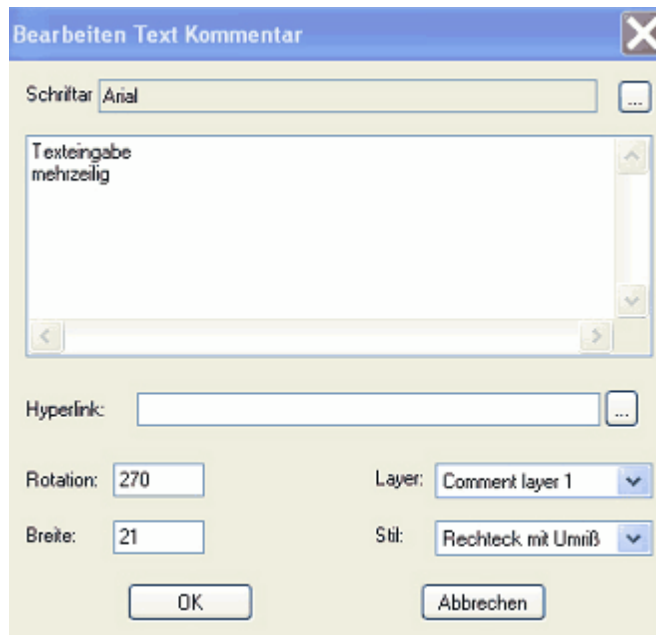 Bearbeiten Text Kommentar
Schriftar Arial ...
Texteingabe
mehrzeilig
Hyperlink: ...
Rotation: 270 Layer: Comment layer 1
Breite: 21 Stil: Rechteck mit Umriß
OK Abbrechen